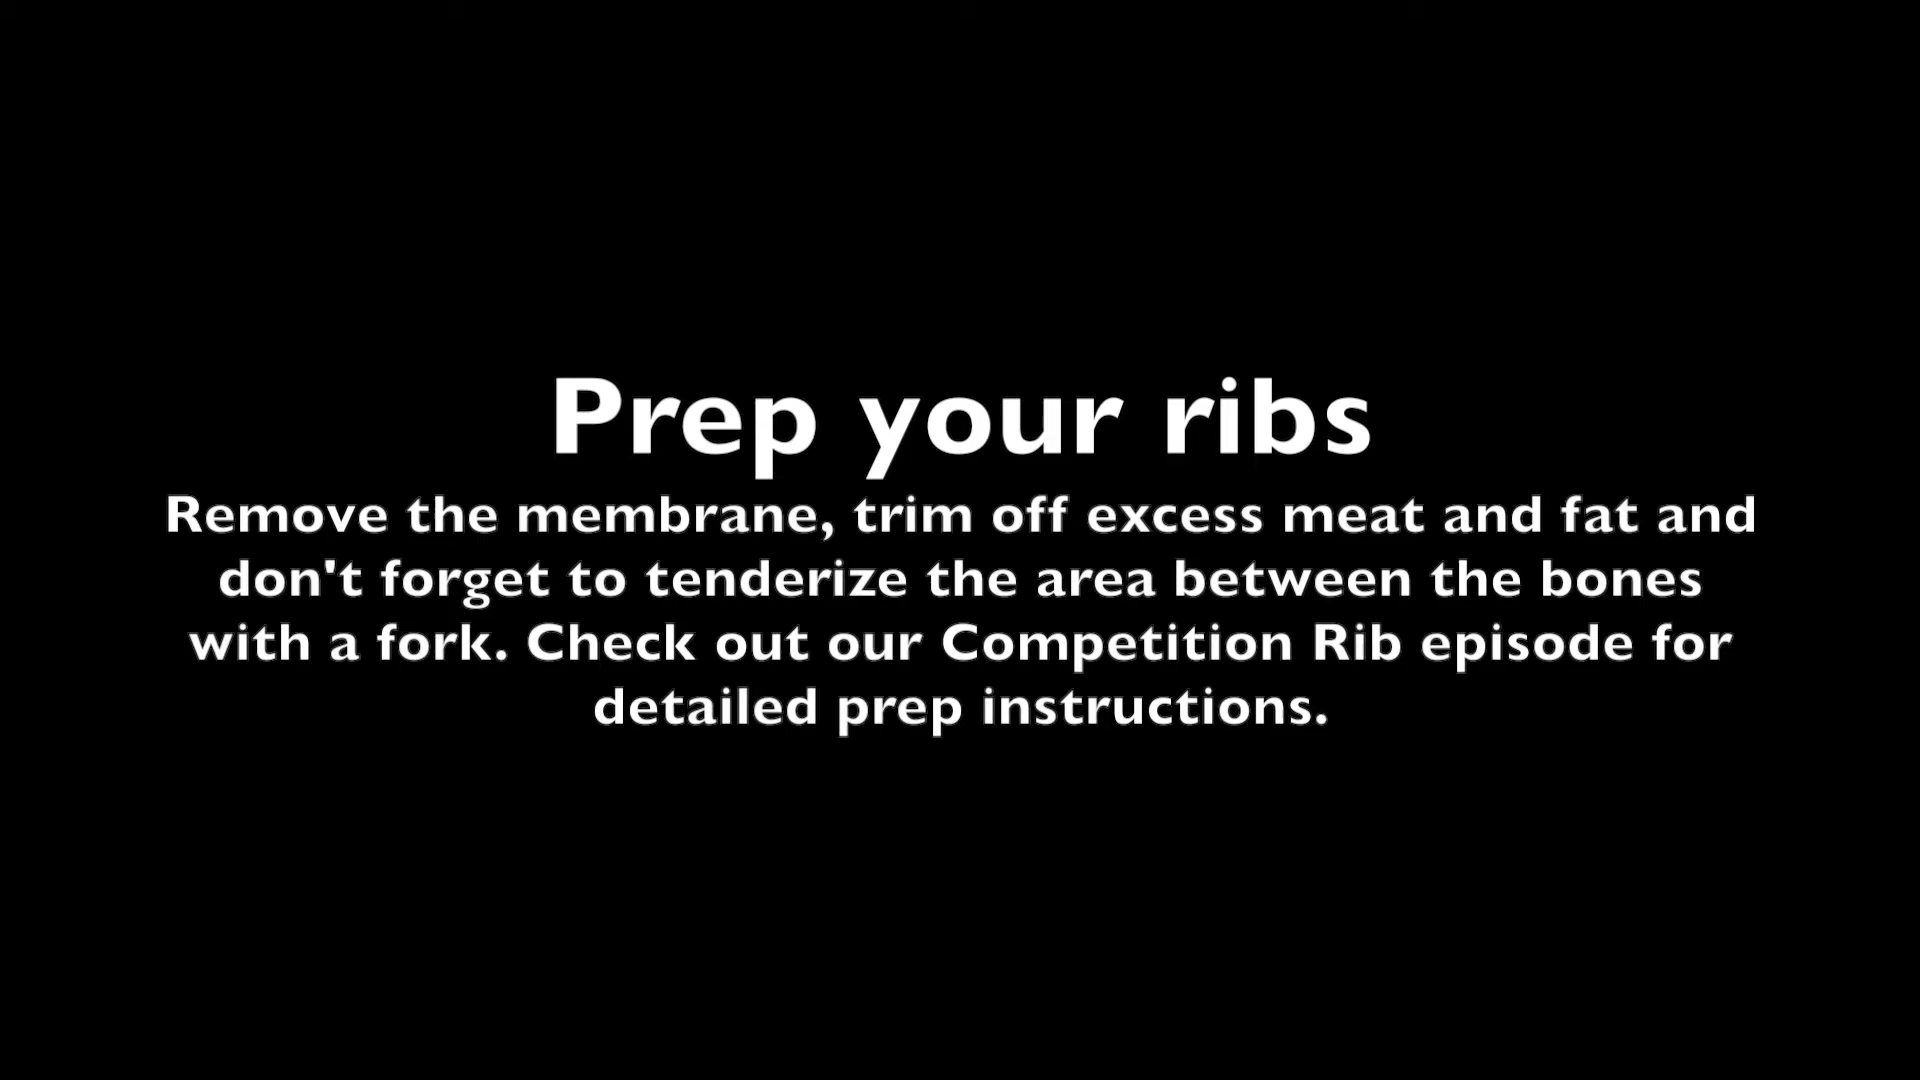 Prep your ribs
Remove the membrane, trim off excess meat and fat and
don't forget to tenderize the area between the bones
with a fork. Check out our Competition Rib episode for
detailed prep instructions.